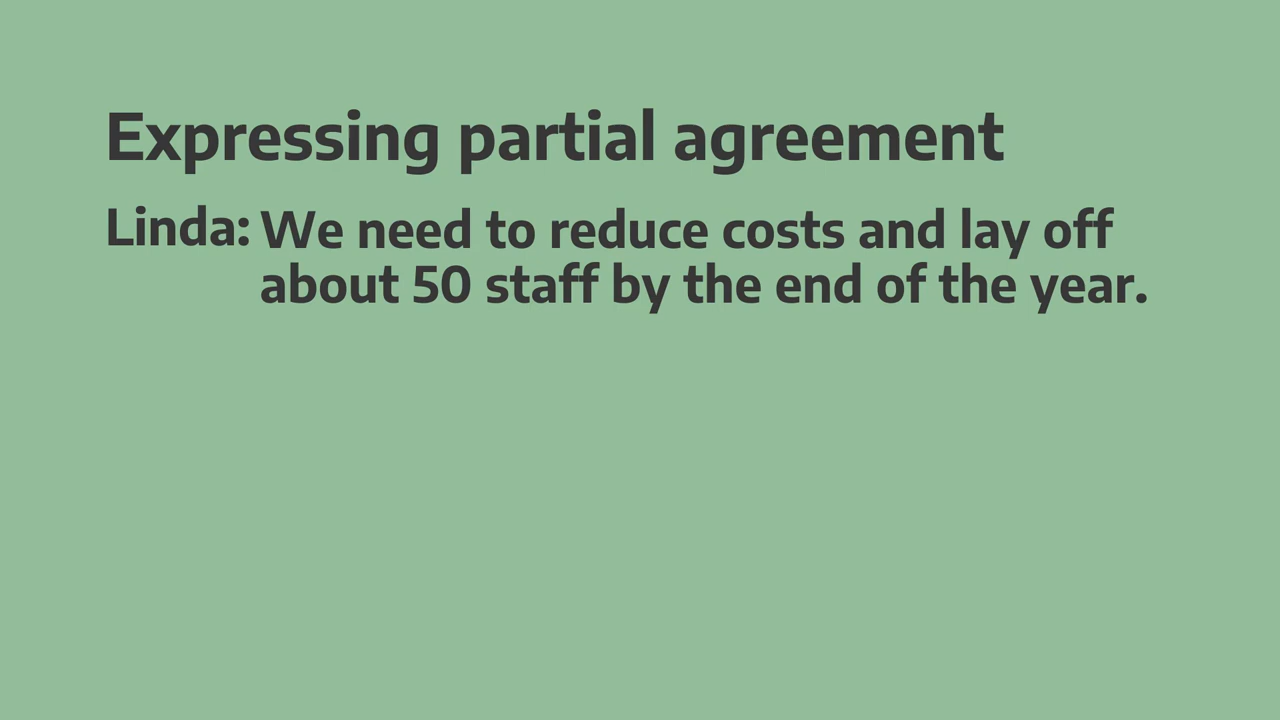 Expressing partial agreement
Linda: We need to reduce costs and lay off
about 50 staff by the end of the year.